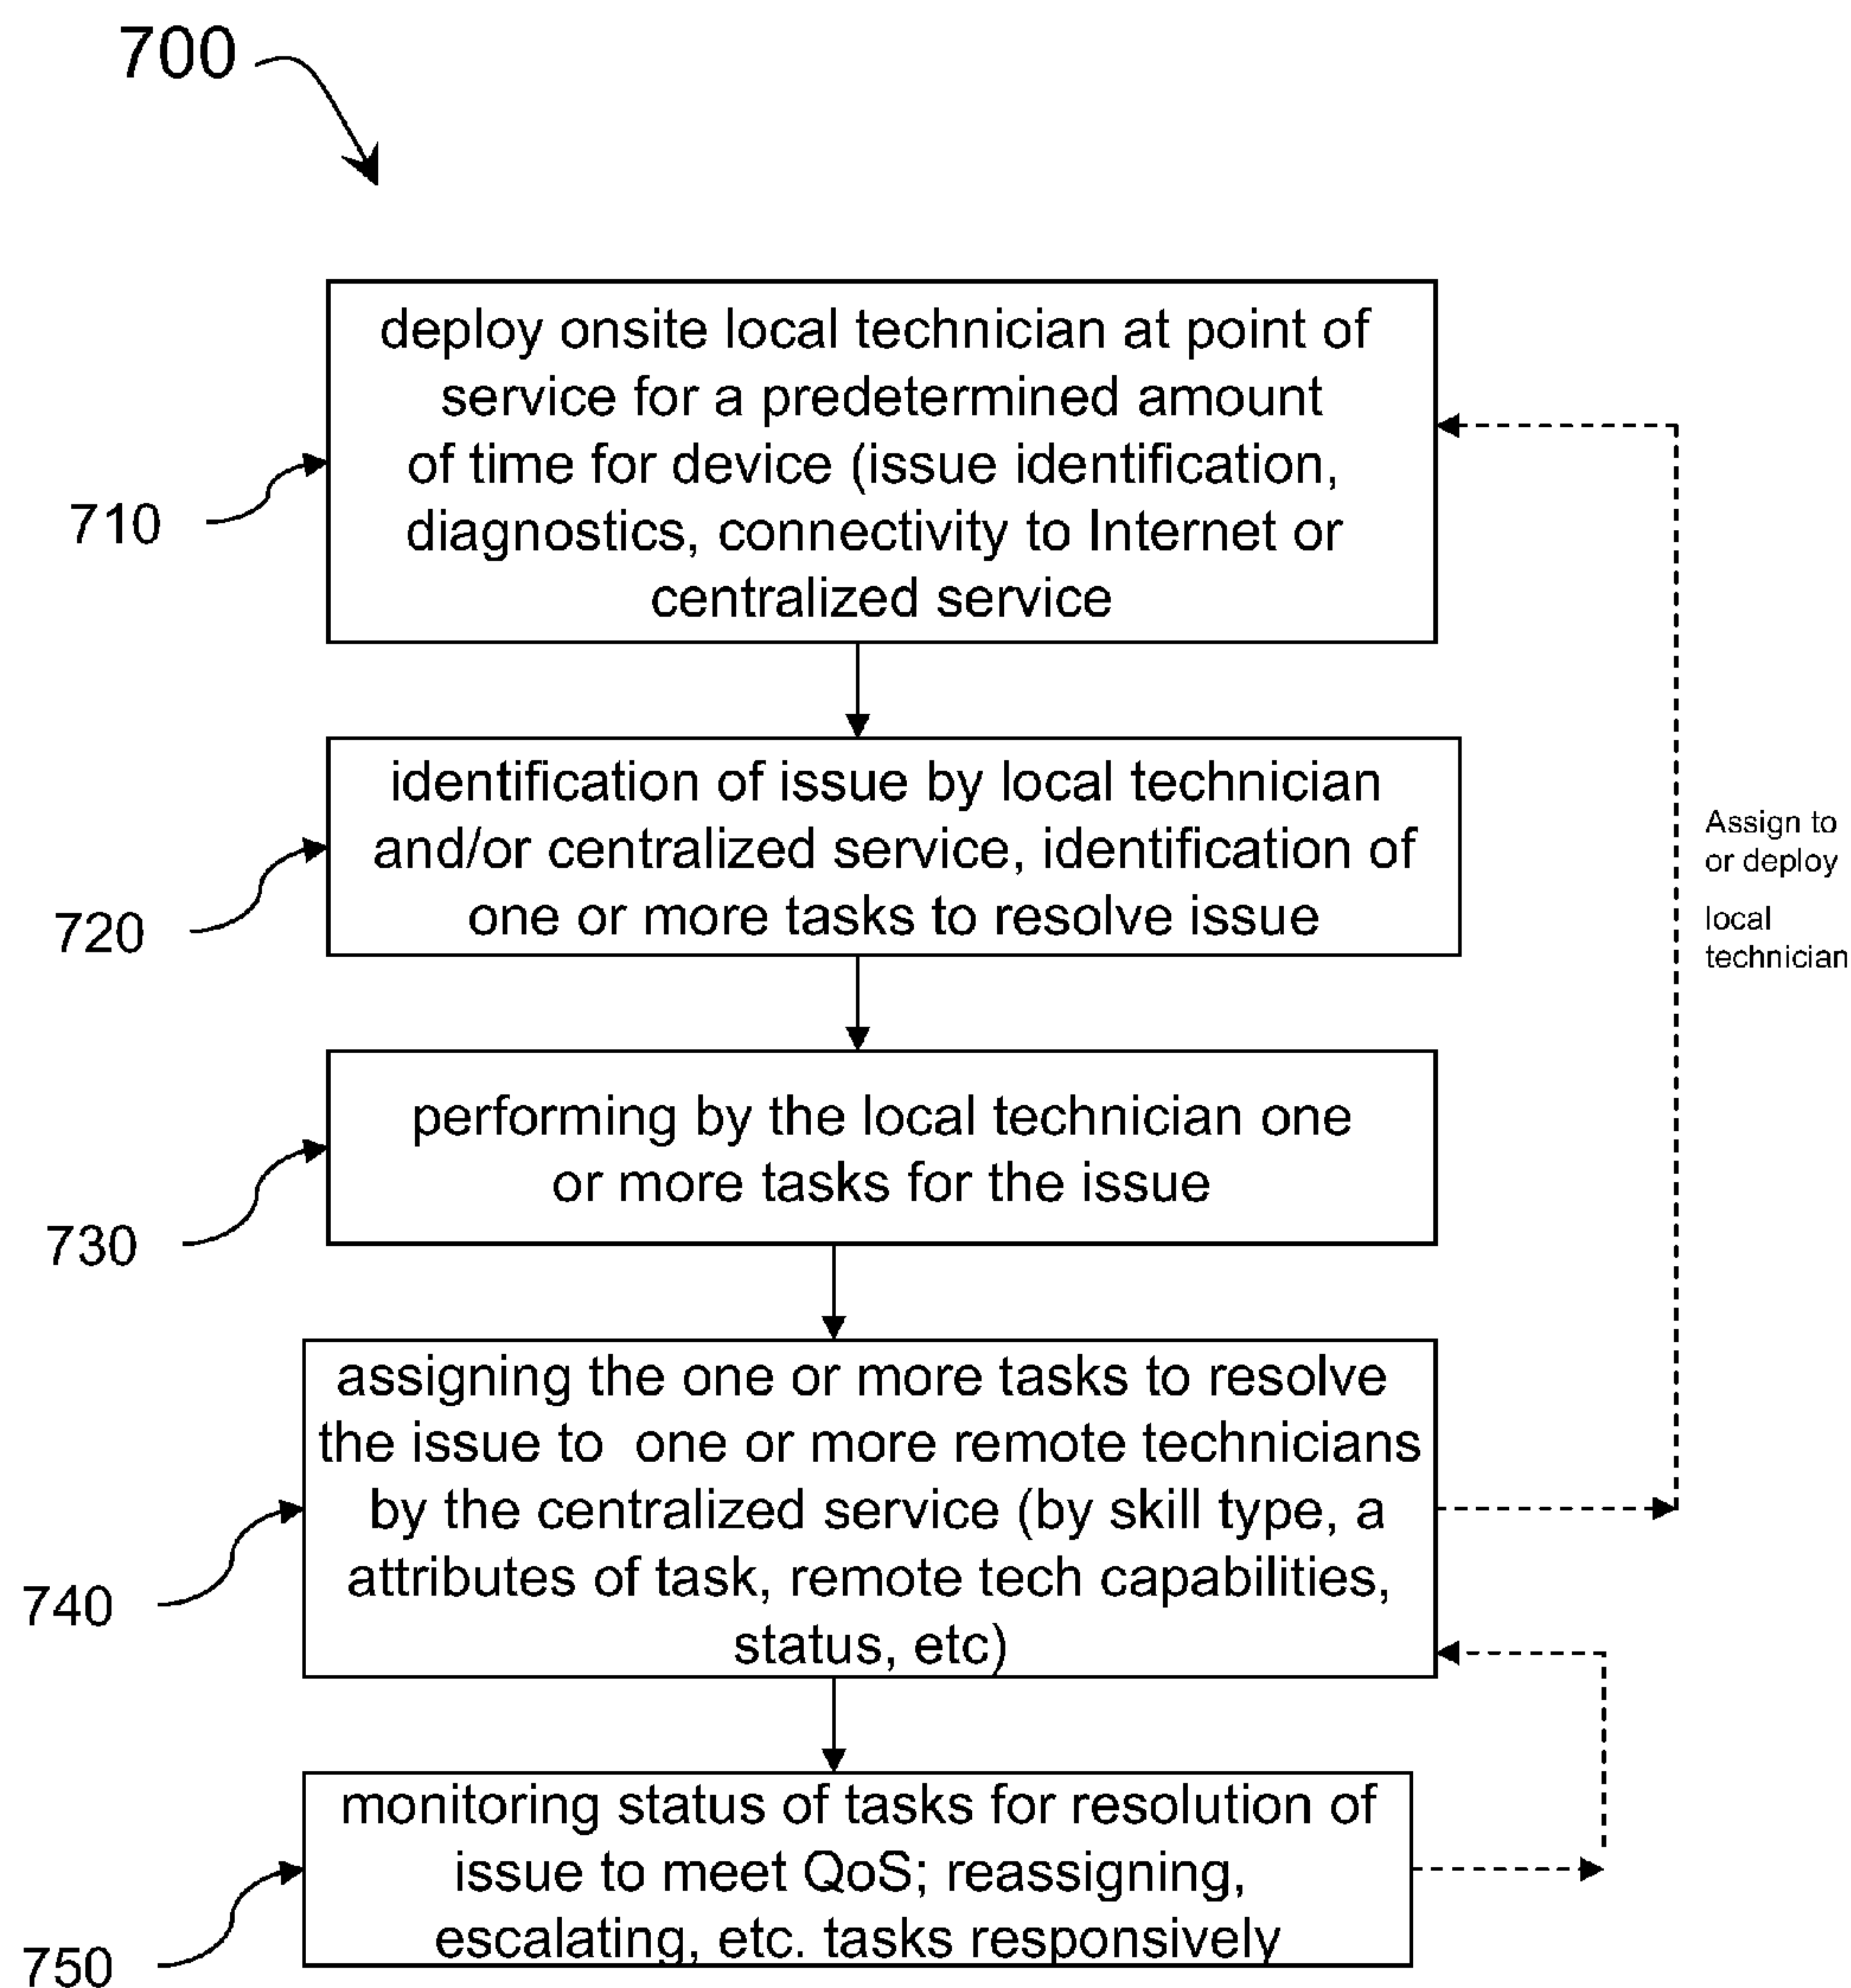 700
deploy onsite local technician at point of
service for a predetermined amount
of time for device (issue identification,
diagnostics, connectivity to Internet or
centralized service
710
identification of issue by local technician
and/or centralized service, identification of
one or more tasks to resolve issue
720
Assign to
or deploy
local
technician
performing by the local technician one
or more tasks for the issue
730
assigning the one or more tasks to resolve
the issue to  one or more remote technicians
by the centralized service (by skill type, a
attributes of task, remote tech capabilities,
status, etc)
740
monitoring status of tasks for resolution of
issue to meet QoS; reassigning,
escalating, etc. tasks responsively
750